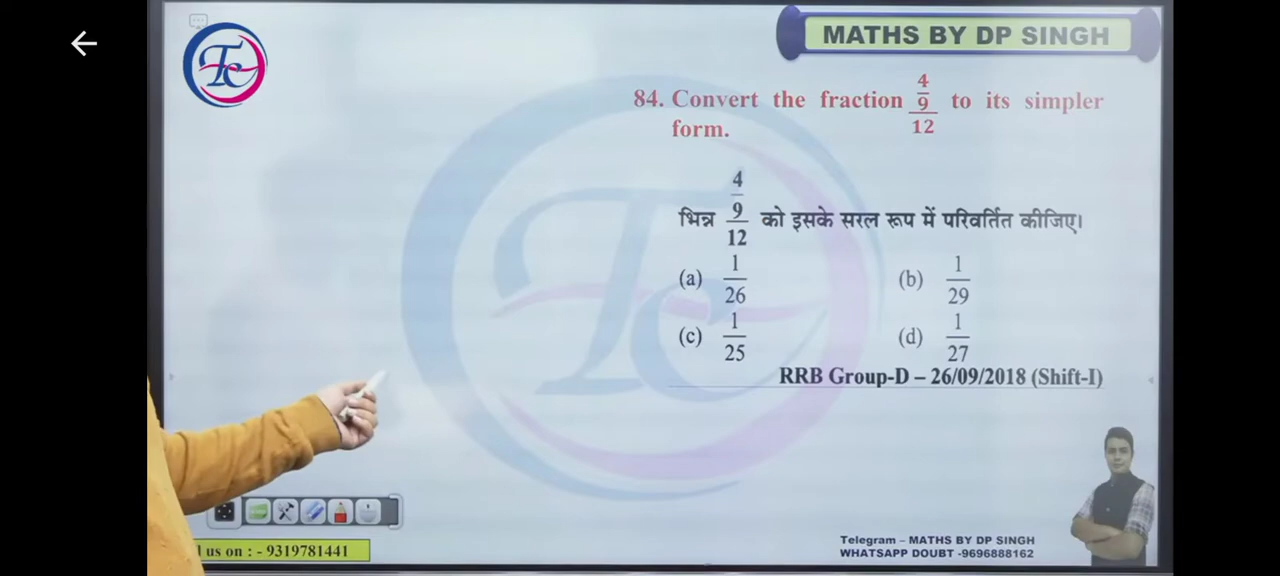 Tc
MATHS BY DP SINGH
84. Convert the fraction 4/9/12 to its simpler
form.
भिन्न 4/9/12 को इसके सरल रूप में परिवर्तित कीजिए।
(a) 1/26 (b) 1/29
(c) 1/25 (d) 1/27
RRB Group-D – 26/09/2018 (Shift-I)
us on : - 9319781441
Telegram – MATHS BY DP SINGH
WHATSAPP DOUBT -9696888162